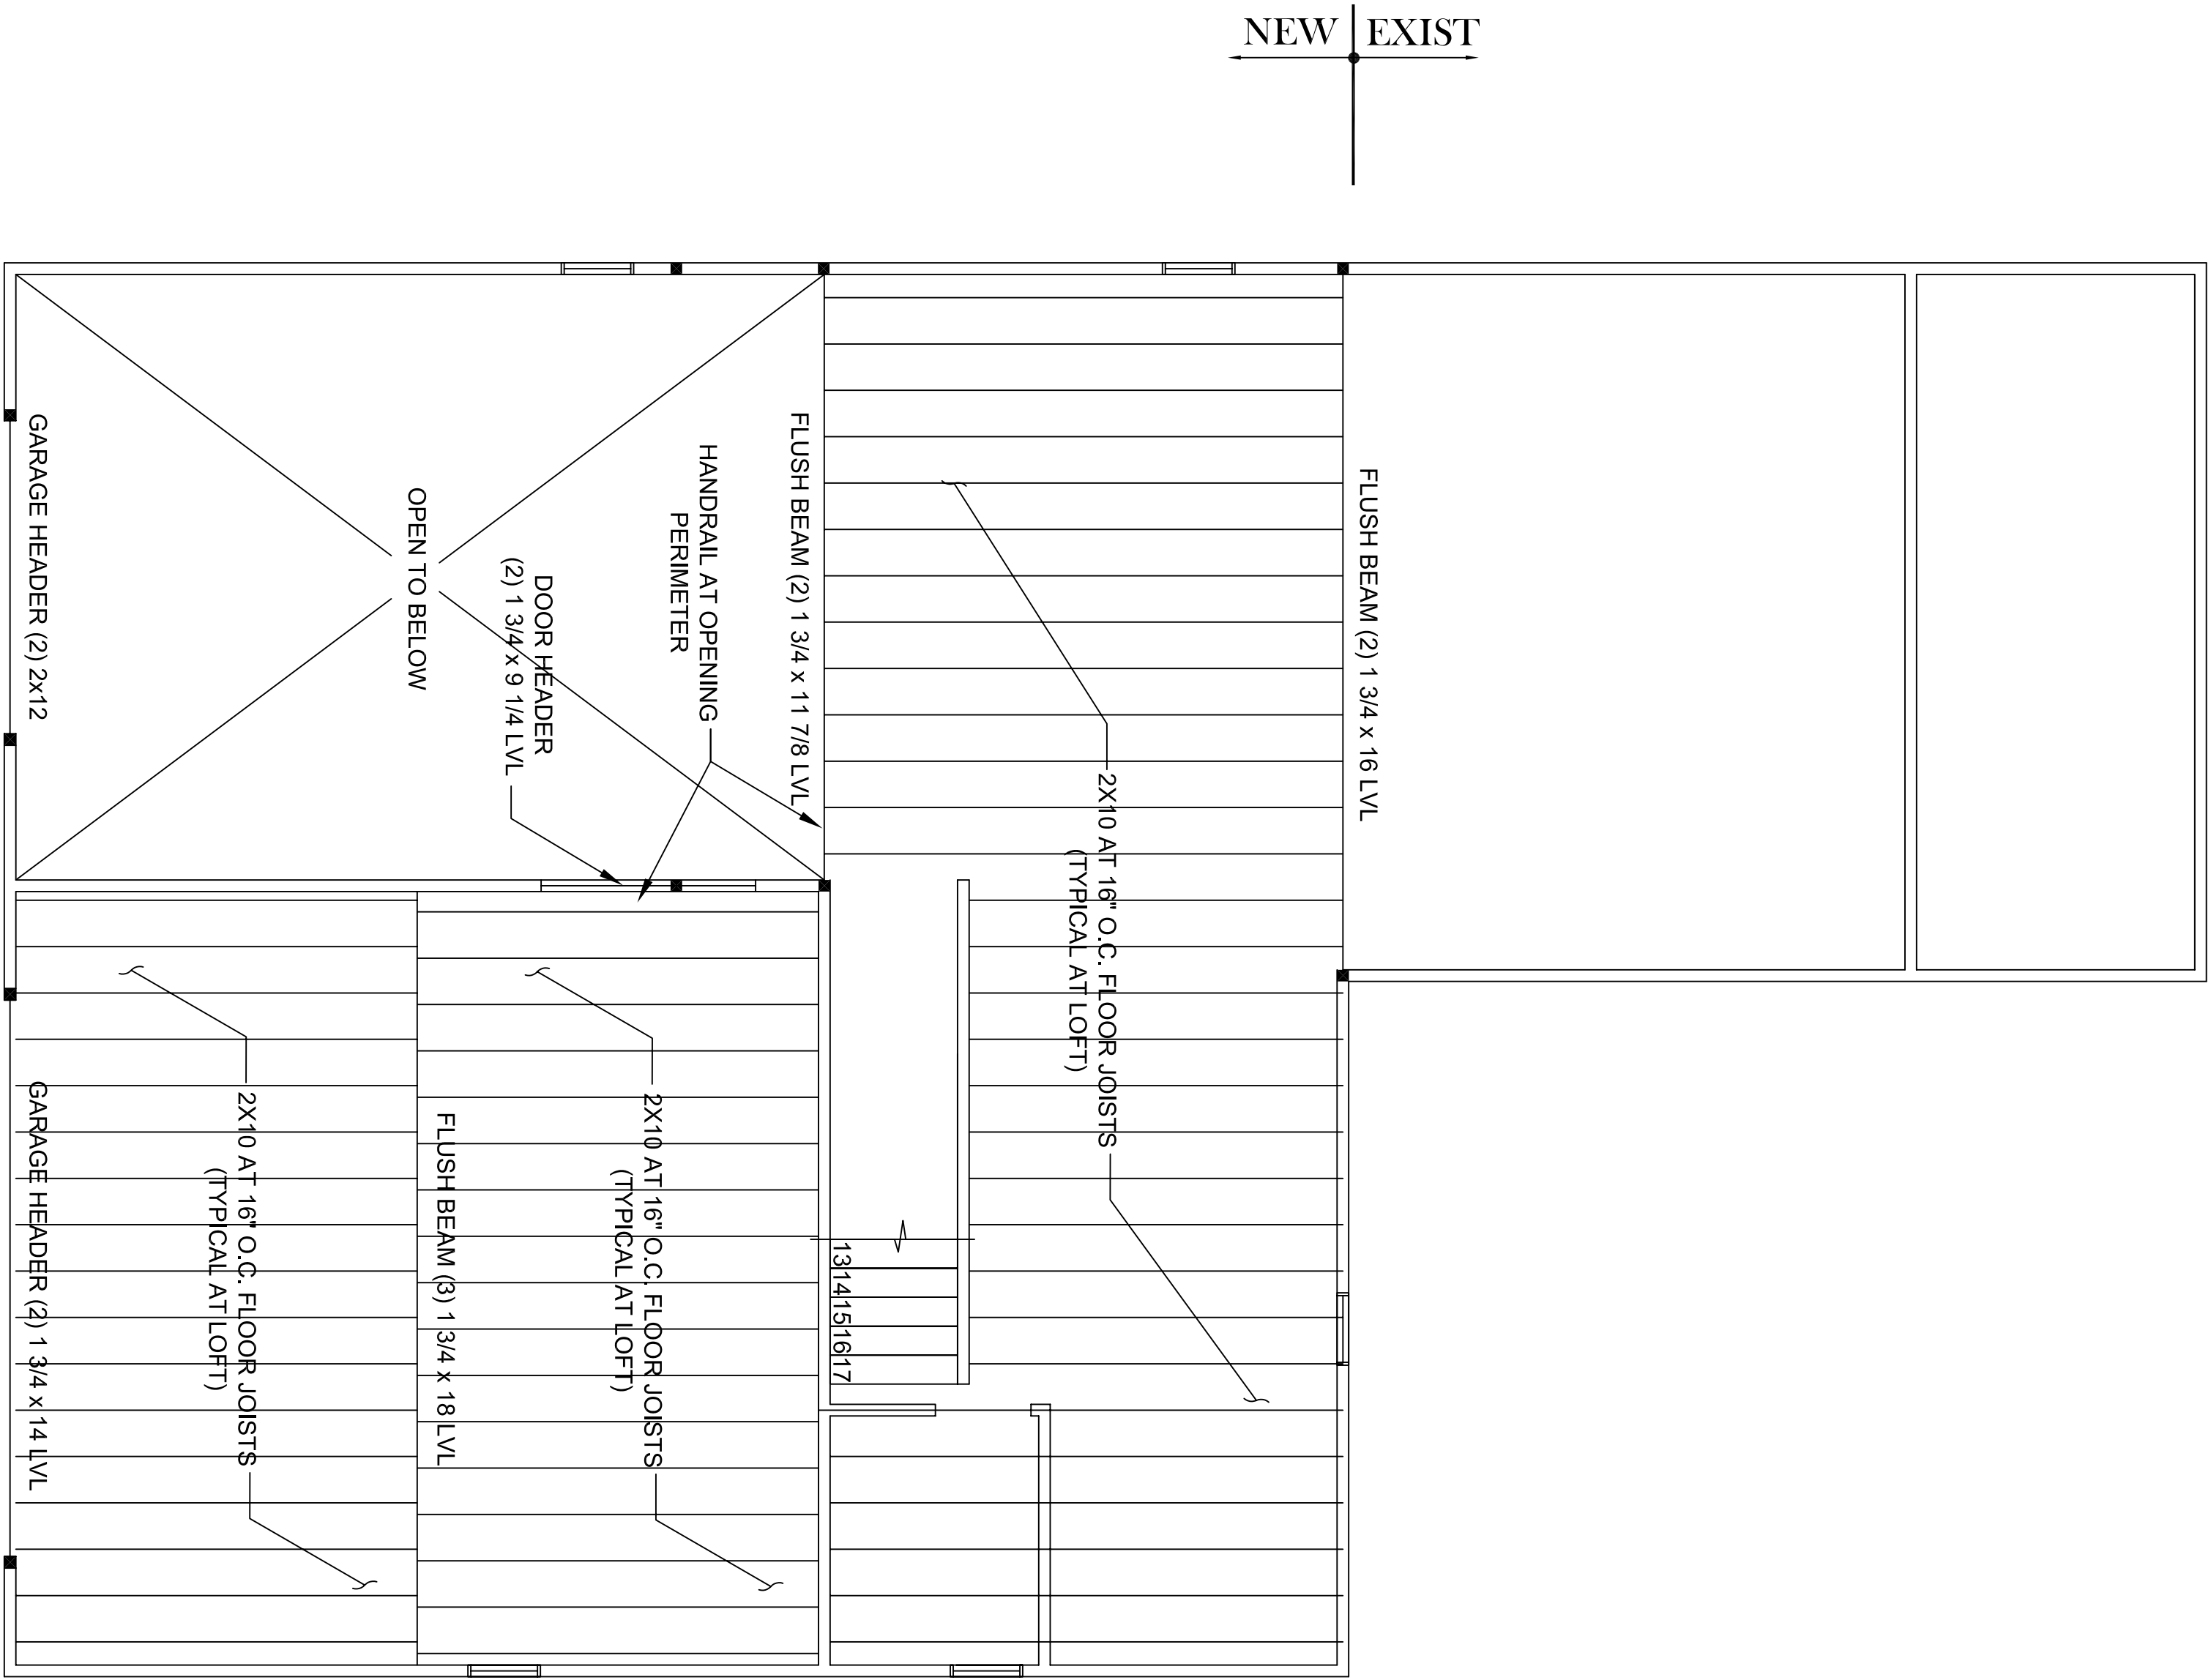 NEW EXIST
FLUSH BEAM (2) 1 3/4 x 16 LVL
2X10 AT 16" O.C. FLOOR JOISTS
(TYPICAL AT LOFT)
FLUSH BEAM (2) 1 3/4 x 11 7/8 LVL
HANDRAIL AT OPENING
PERIMETER
DOOR HEADER
(2) 1 3/4 x 9 1/4 LVL
OPEN TO BELOW
GARAGE HEADER (2) 2x12
13
14
15
16
17
2X10 AT 16" O.C. FLOOR JOISTS
(TYPICAL AT LOFT)
FLUSH BEAM (3) 1 3/4 x 18 LVL
2X10 AT 16" O.C. FLOOR JOISTS
(TYPICAL AT LOFT)
GARAGE HEADER (2) 1 3/4 x 14 LVL